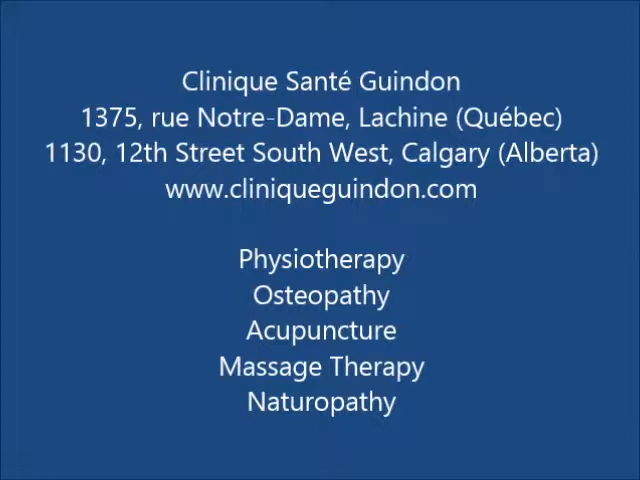 Clinique Santé Guindon
1375, rue Notre-Dame, Lachine (Québec)
1130, 12th Street South West, Calgary (Alberta)
www.cliniqueguindon.com
Physiotherapy
Osteopathy
Acupuncture
Massage Therapy
Naturopathy